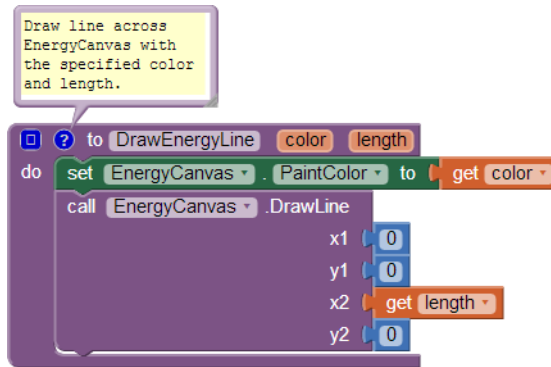 Draw line across
EnergyCanvas with
the specified color
and length.
? to DrawEnergyLine color length
do set EnergyCanvas . PaintColor to get color
call EnergyCanvas .DrawLine
x1 0
y1 0
x2 get length
y2 0